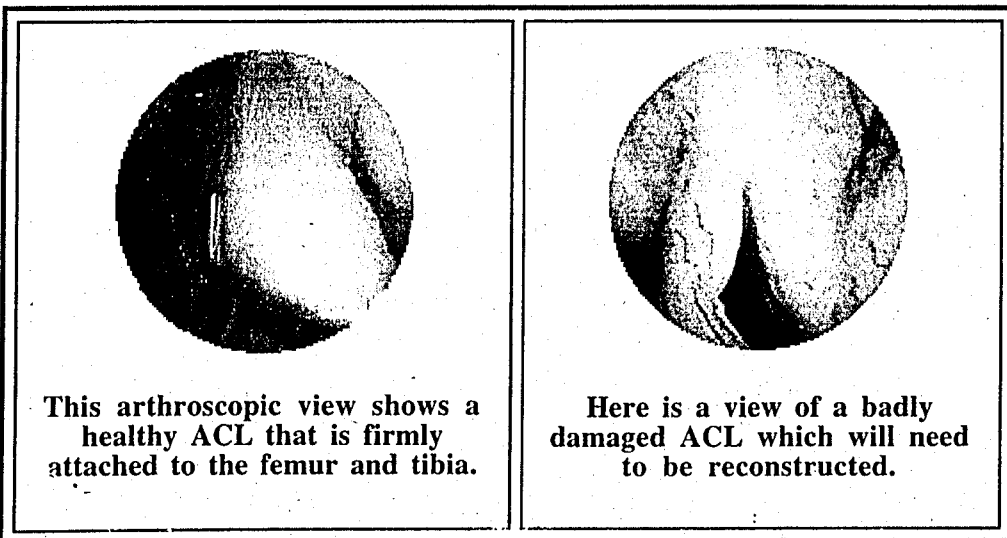 This arthroscopic view shows a
healthy ACL that is firmly
attached to the femur and tibia.
Here is a view of a badly
damaged ACL which will need
to be reconstructed.